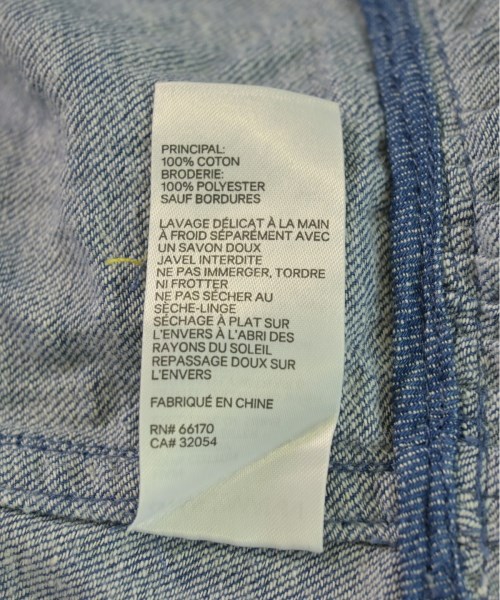 PRINCIPAL:
100% COTON
BRODERIE:
100% POLYESTER
SAUF BORDURES
LAVAGE DÉLICAT À LA MAIN
À FROID SÉPARÉMENT AVEC
UN SAVON DOUX
JAVEL INTERDITE
NE PAS IMMERGER, TORDRE
NI FROTTER
NE PAS SÉCHER AU
SÈCHE-LINGE
SÉCHAGE À PLAT SUR
L'ENVERS À L'ABRI DES
RAYONS DU SOLEIL
REPASSAGE DOUX SUR
L'ENVERS
FABRIQUÉ EN CHINE
RN# 66170
CA# 32054